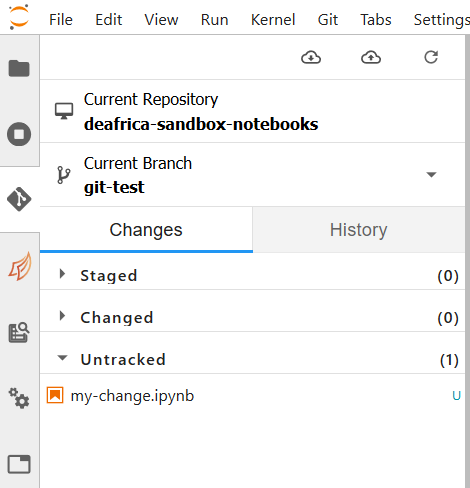 File Edit View Run Kernel Git Tabs Settings
Current Repository
deafrica-sandbox-notebooks
Current Branch
git-test
Changes History
Staged (0)
Changed (0)
Untracked (1)
my-change.ipynb U